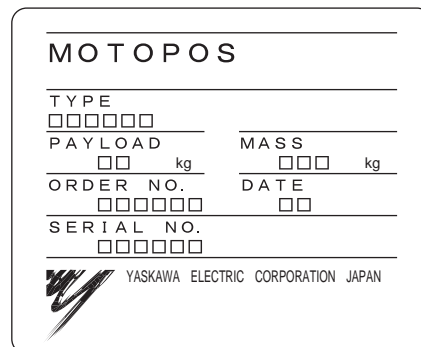 MOTOPOS
TYPE
□□□□□□
PAYLOAD MASS
□□ kg □□□ kg
ORDER NO. DATE
□□□□□□ □□
SERIAL NO.
□□□□□□
YASKAWA ELECTRIC CORPORATION JAPAN